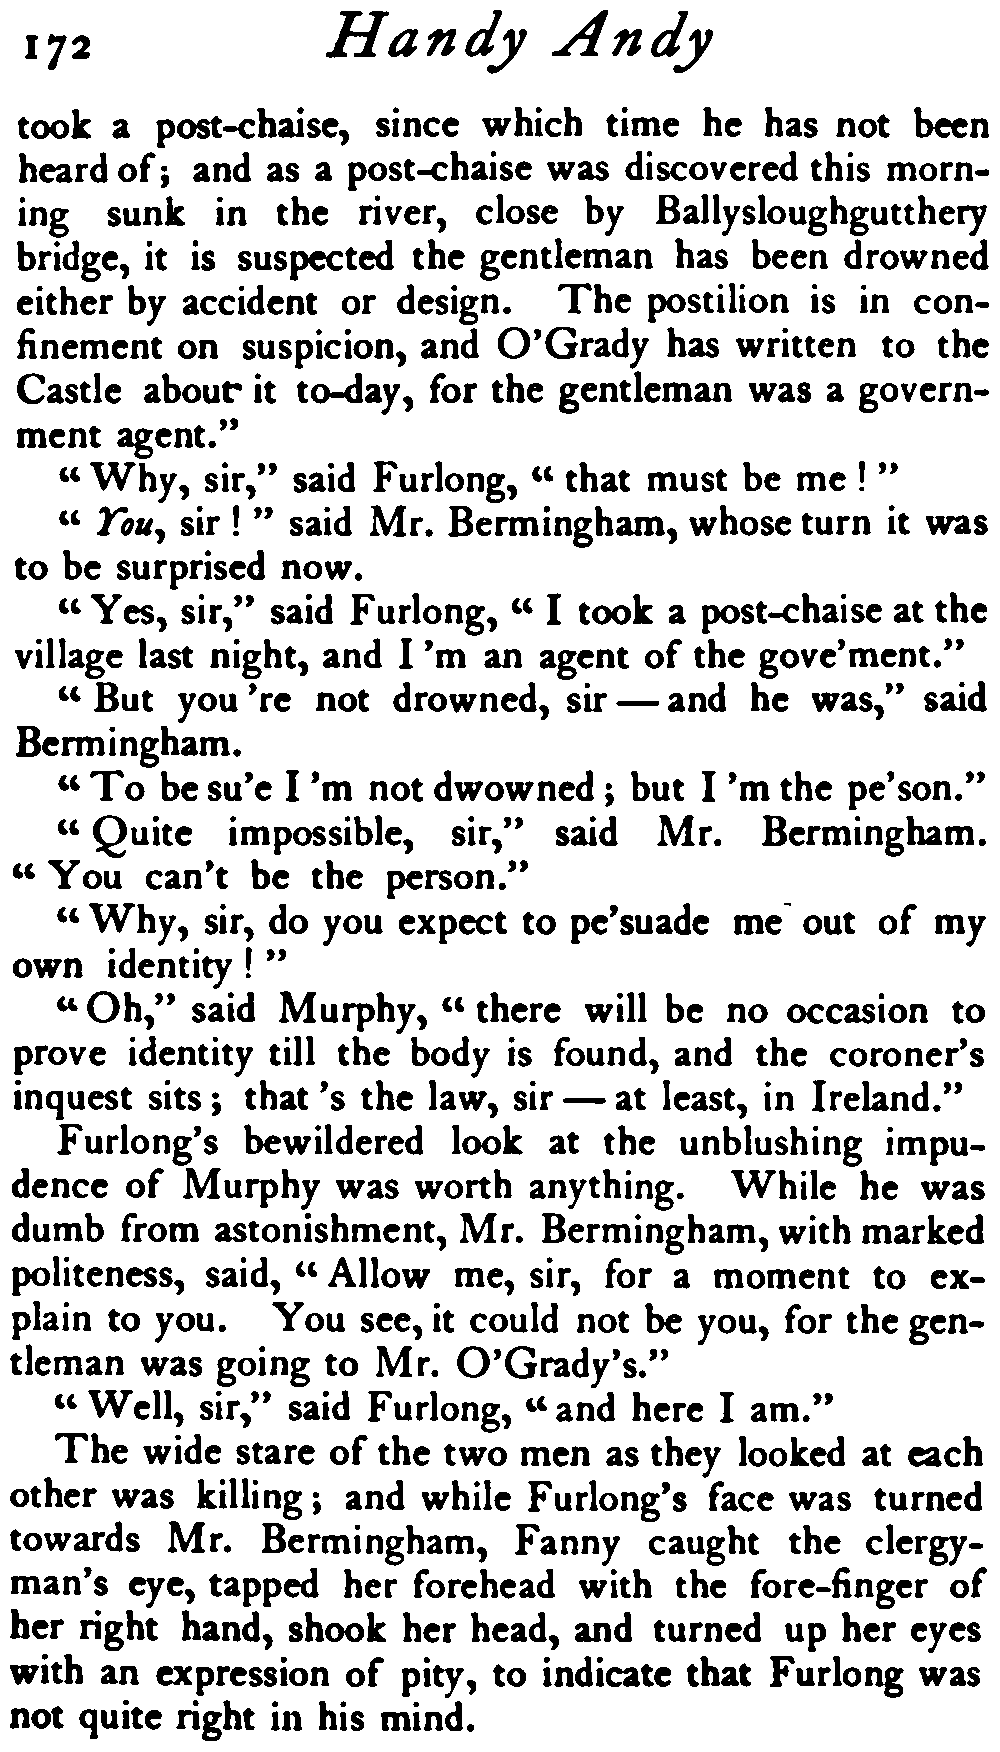 172 Handy Andy
took a post-chaise, since which time he has not been
heard of; and as a post-chaise was discovered this morn-
ing sunk in the river, close by Ballysloughgutthery
bridge, it is suspected the gentleman has been drowned
either by accident or design. The postilion is in con-
finement on suspicion, and O'Grady has written to the
Castle about it to-day, for the gentleman was a govern-
ment agent."
"Why, sir," said Furlong, "that must be me!"
"You, sir!" said Mr. Bermingham, whose turn it was
to be surprised now.
"Yes, sir," said Furlong, "I took a post-chaise at the
village last night, and I 'm an agent of the gove'ment."
"But you 're not drowned, sir — and he was," said
Bermingham.
"To be su'e I 'm not dwowned; but I 'm the pe'son."
"Quite impossible, sir," said Mr. Bermingham.
"You can't be the person."
"Why, sir, do you expect to pe'suade me out of my
own identity!"
"Oh," said Murphy, "there will be no occasion to
prove identity till the body is found, and the coroner's
inquest sits; that 's the law, sir — at least, in Ireland."
Furlong's bewildered look at the unblushing impu-
dence of Murphy was worth anything. While he was
dumb from astonishment, Mr. Bermingham, with marked
politeness, said, "Allow me, sir, for a moment to ex-
plain to you. You see, it could not be you, for the gen-
tleman was going to Mr. O'Grady's."
"Well, sir," said Furlong, "and here I am."
The wide stare of the two men as they looked at each
other was killing; and while Furlong's face was turned
towards Mr. Bermingham, Fanny caught the clergy-
man's eye, tapped her forehead with the fore-finger of
her right hand, shook her head, and turned up her eyes
with an expression of pity, to indicate that Furlong was
not quite right in his mind.